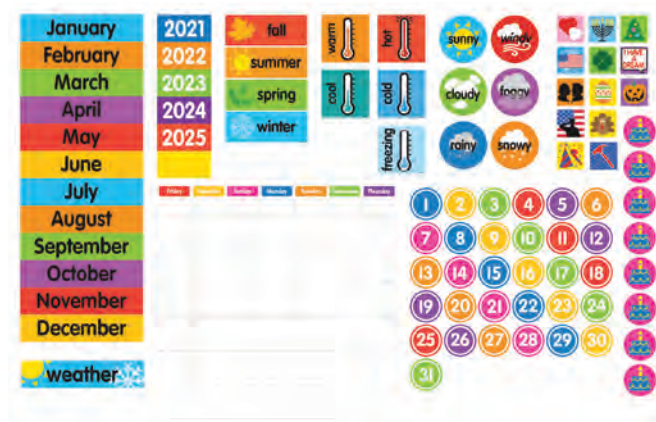 January
February
March
April
May
June
July
August
September
October
November
December
weather
2021
2022
2023
2024
2025
fall
summer
spring
winter
warm
hot
cool
cold
freezing
sunny
windy
cloudy
foggy
rainy
snowy
I HAVE
A
DREAM
Friday
1 2 3 4 5 6
7 8 9 10 11 12
13 14 15 16 17 18
19 20 21 22 23 24
25 26 27 28 29 30
31